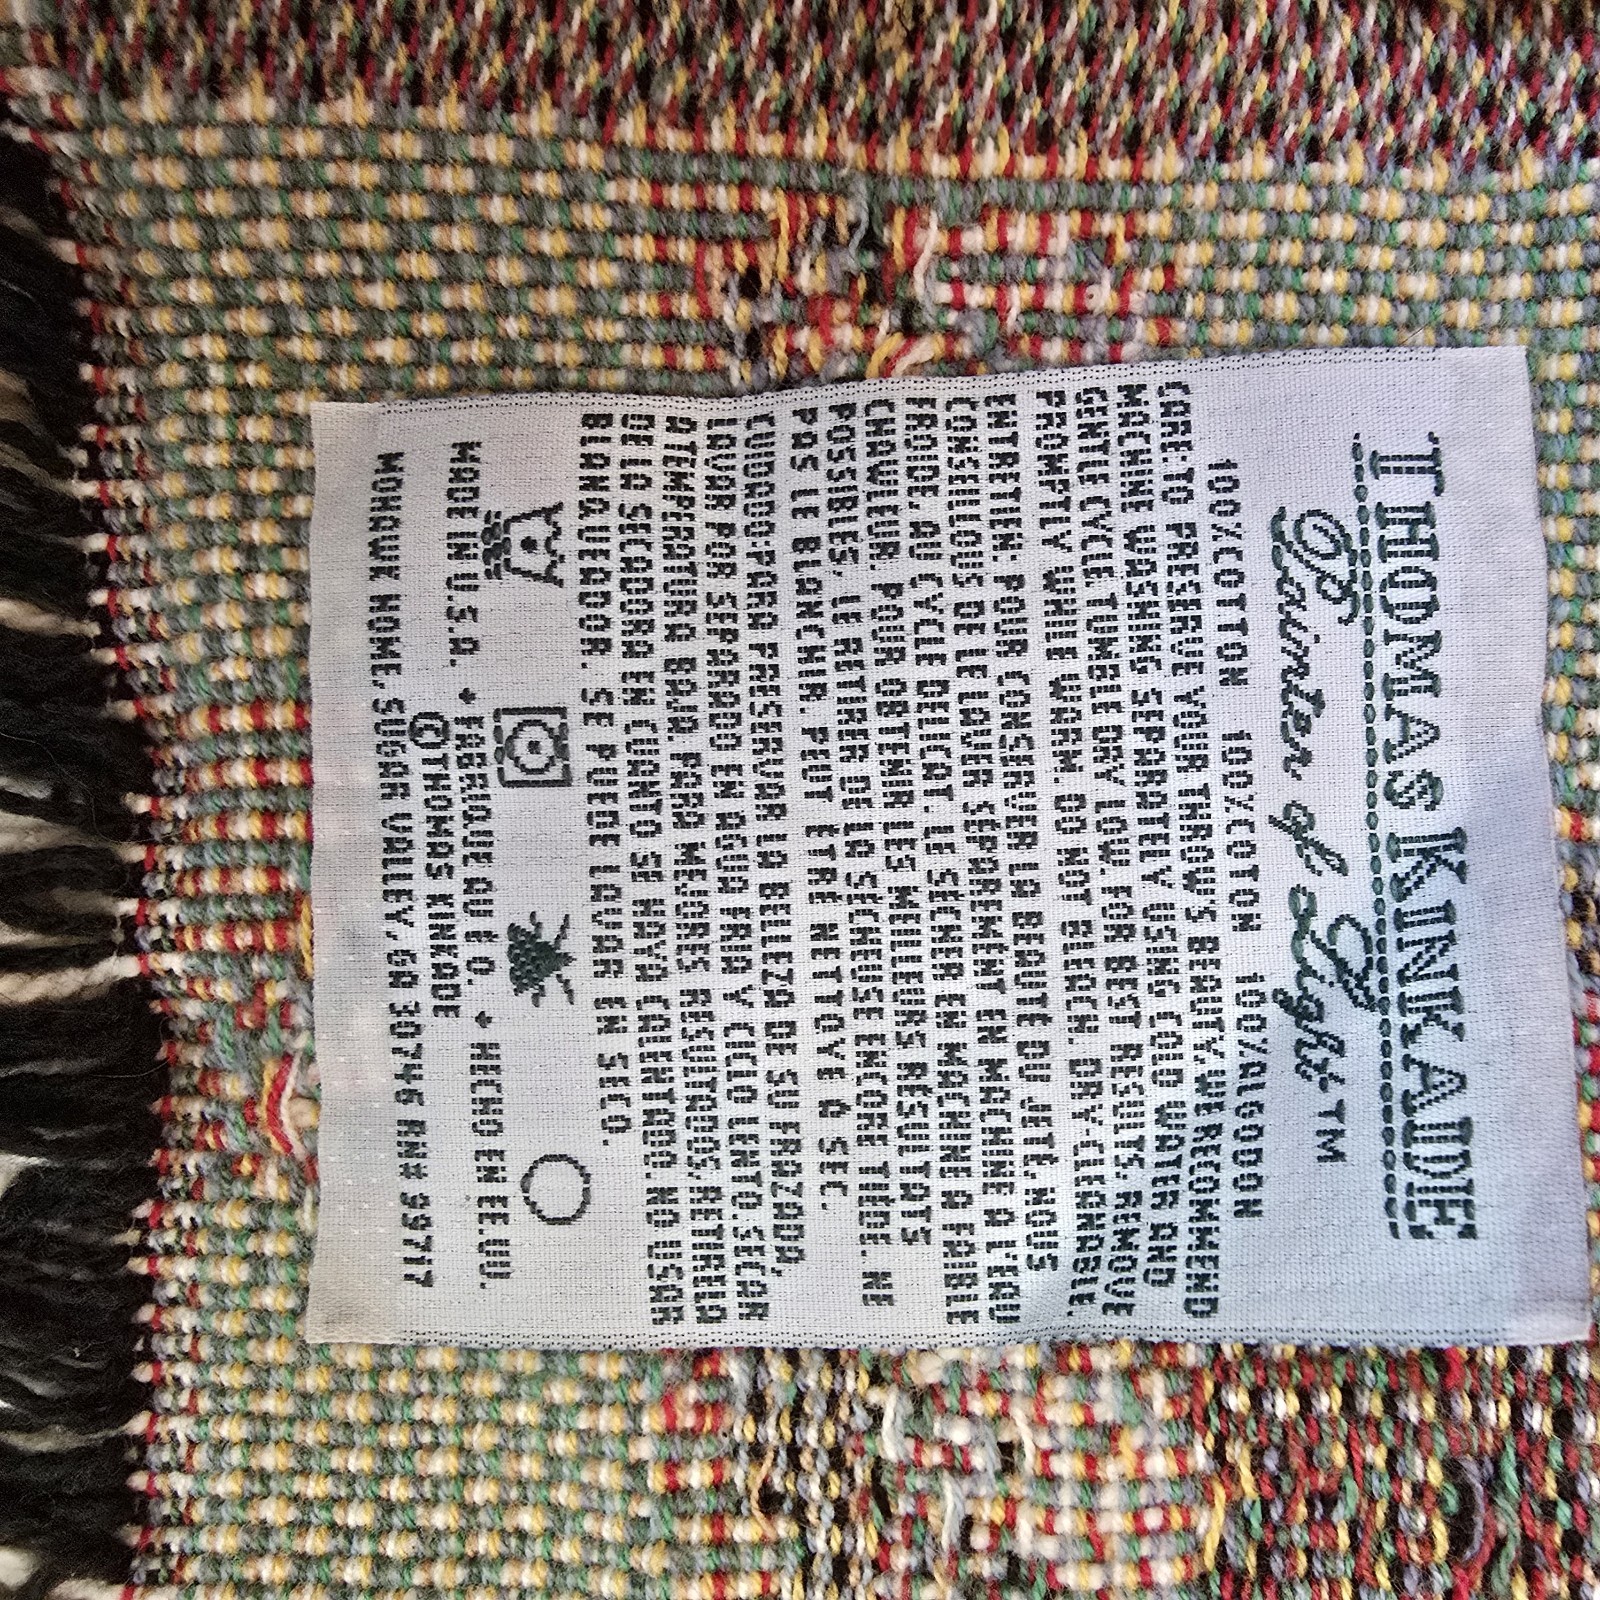 THOMAS KINKADE
Painter of Light™
100% COTTON 100% COTON 100% ALGODON
CARE: TO PRESERVE YOUR THROW'S BEAUTY, WE RECOMMEND
MACHINE WASHING SEPARATELY USING COLD WATER AND
GENTLE CYCLE. TUMBLE DRY LOW. FOR BEST RESULTS, REMOVE
PROMPTLY WHILE WARM. DO NOT BLEACH. DRY-CLEANABLE.
ENTRETIEN: POUR CONSERVER LA BEAUTÉ DU JETÉ, NOUS
CONSEILLONS DE LE LAVER SÉPARÉMENT EN MACHINE A L'EAU
FROIDE, AU CYCLE DÉLICAT. LE SÉCHER EN MACHINE A FAIBLE
CHALEUR. POUR OBTENIR LES MEILLEURS RÉSULTATS
POSSIBLES, LE RETIRER DE LA SÉCHEUSE ENCORE TIÈDE. NE
PAS LE BLANCHIR. PEUT ÊTRE NETTOYÉ À SEC.
CUIDADO: PARA PRESERVAR LA BELLEZA DE SU FRAZADA,
LAVAR POR SEPARADO EN AGUA FRIA Y CICLO LENTO. SECAR
A TEMPERATURA BAJA. PARA MEJORES RESULTADOS, RETIRELA
DE LA SECADORA EN CUANTO SE HAYA CALENTADO. NO USAR
BLANQUEADOR. SE PUEDE LAVAR EN SECO.
MADE IN U.S.A. ♦ FABRIQUÉ AU É.U. ♦ HECHO EN EE.UU.
©THOMAS KINKADE
MOHAWK HOME, SUGAR VALLEY, GA 30746 RN# 99717